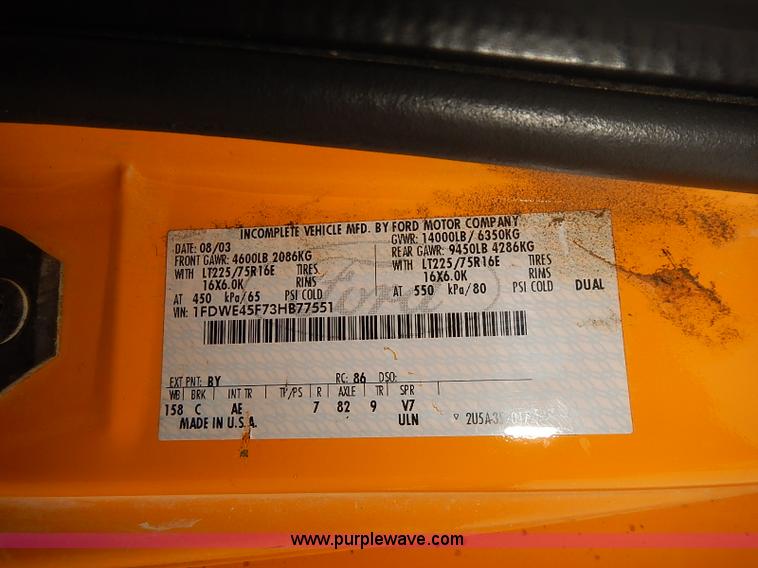 INCOMPLETE VEHICLE MFD. BY FORD MOTOR COMPANY
DATE: 08/03 GVWR: 14000LB/ 6350KG
FRONT GAWR: 4600LB 2086KG REAR GAWR: 9450LB 4286KG
WITH LT225/75R16E TIRES WITH LT225/75R16E TIRES
16X6.0K RIMS 16X6.0K RIMS
AT 450 kPa/65 PSI COLD AT 550 kPa/80 PSI COLD DUAL
VIN: 1FDWE45F73HB77551
Ford
EXT PNT: BY RC: 86 DSO:
WB BRK INT TR TP/PS R AXLE TR SPR
158 C AE 7 82 9 V7
MADE IN U.S.A. ULN
www.purplewave.com